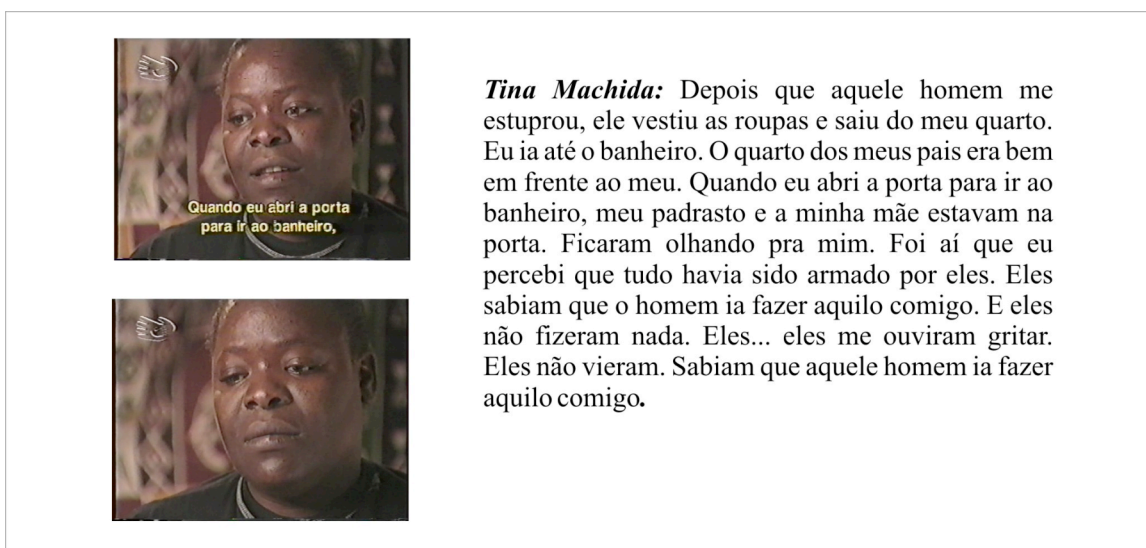 Quando eu abri a porta
para ir ao banheiro,
Tina Machida: Depois que aquele homem me
estuprou, ele vestiu as roupas e saiu do meu quarto.
Eu ia até o banheiro. O quarto dos meus pais era bem
em frente ao meu. Quando eu abri a porta para ir ao
banheiro, meu padrasto e a minha mãe estavam na
porta. Ficaram olhando pra mim. Foi aí que eu
percebi que tudo havia sido armado por eles. Eles
sabiam que o homem ia fazer aquilo comigo. E eles
não fizeram nada. Eles... eles me ouviram gritar.
Eles não vieram. Sabiam que aquele homem ia fazer
aquilo comigo.